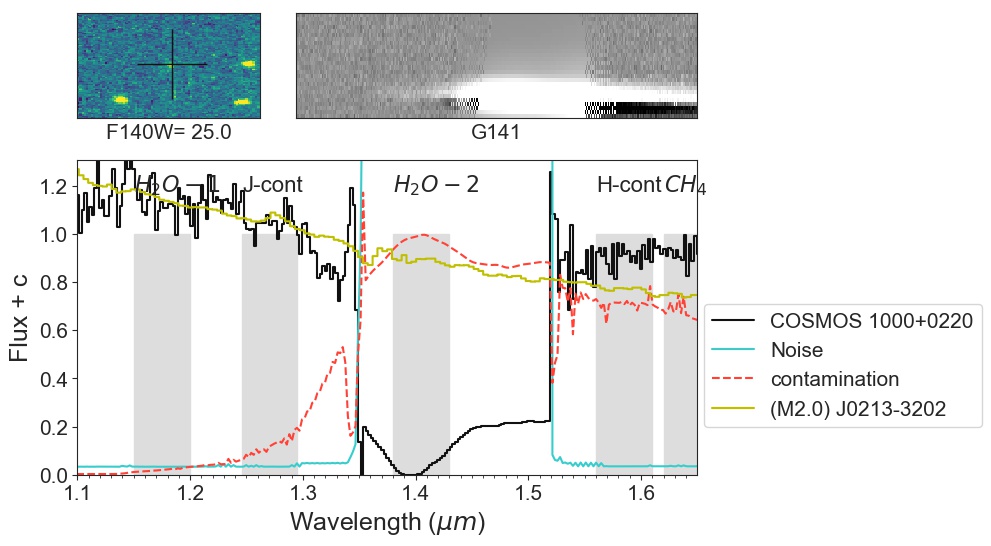 F140W= 25.0
G141
H₂O − 1 J-cont H₂O − 2 H-cont CH₄
1.2
1.0
0.8
0.6
0.4
0.2
0.0
Flux + c
1.1 1.2 1.3 1.4 1.5 1.6
Wavelength (μm)
COSMOS 1000+0220
Noise
contamination
(M2.0) J0213-3202